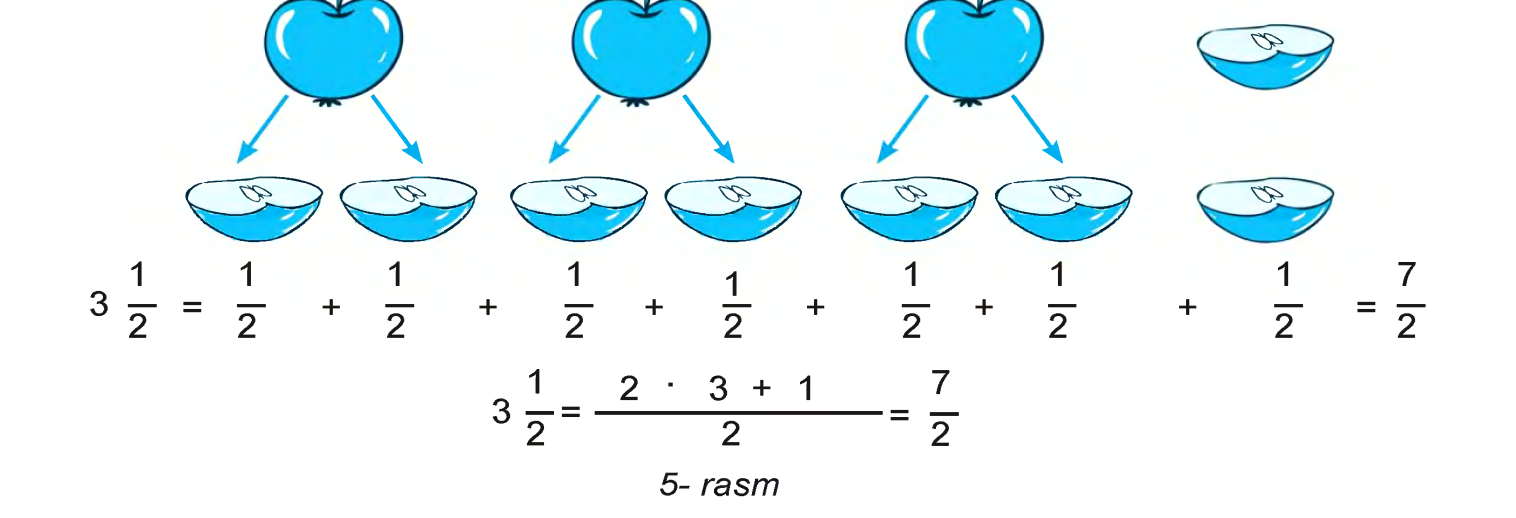 3 1/2 = 1/2 + 1/2 + 1/2 + 1/2 + 1/2 + 1/2 + 1/2 = 7/2
3 1/2 = (2 · 3 + 1)/2 = 7/2
5- rasm